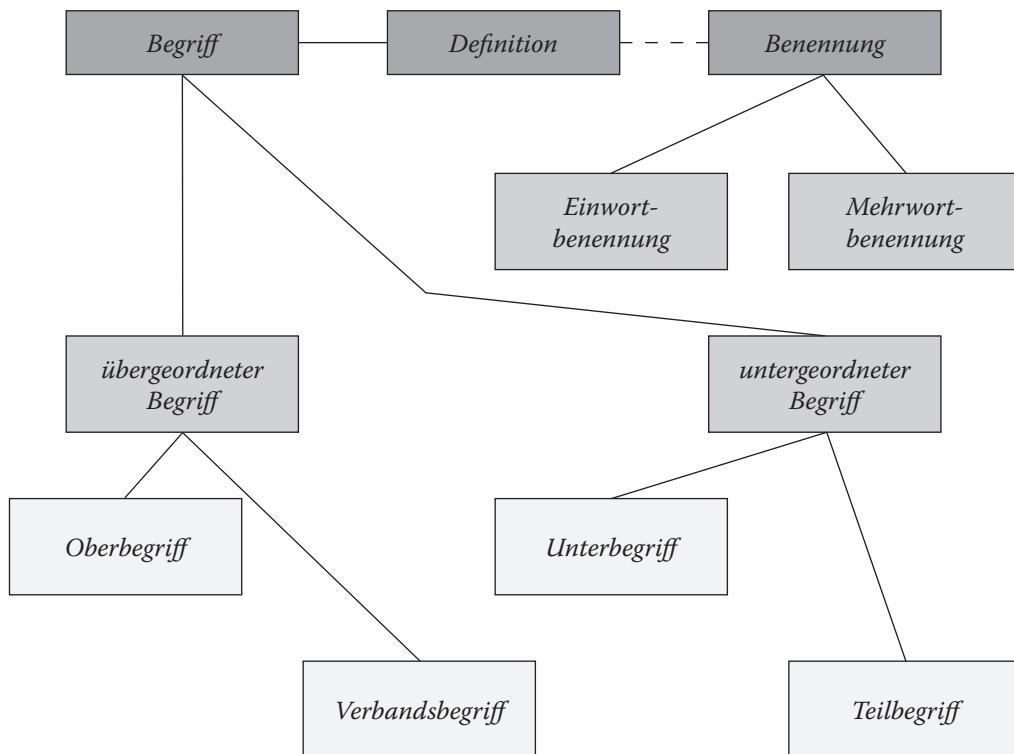 Begriff
Definition
Benennung
Einwort-
benennung
Mehrwort-
benennung
übergeordneter
Begriff
untergeordneter
Begriff
Oberbegriff
Unterbegriff
Verbandsbegriff
Teilbegriff